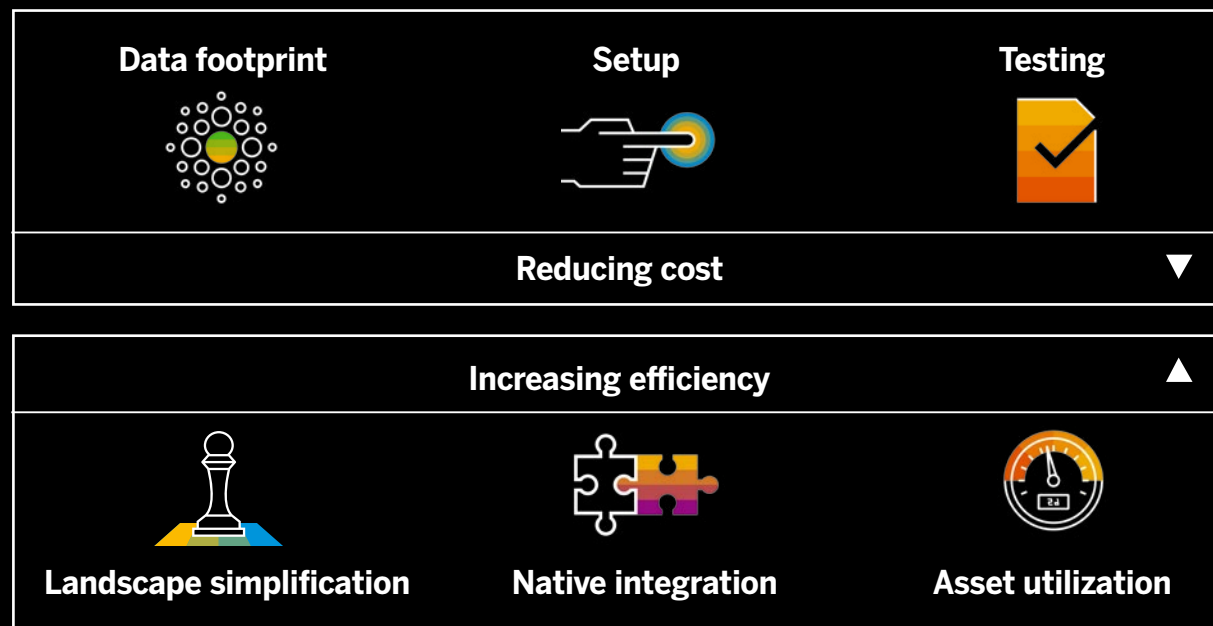 Data footprint
Setup
Testing
Reducing cost
Increasing efficiency
Landscape simplification
Native integration
Asset utilization